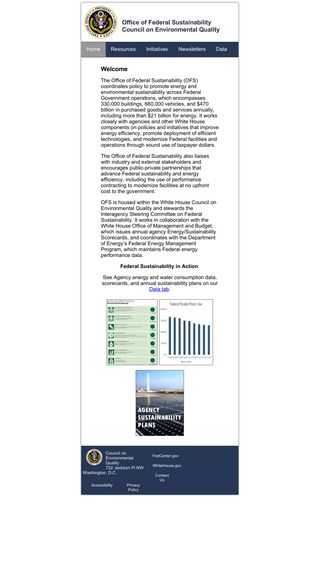 Office of Federal Sustainability
Council on Environmental Quality
Home Resources Initiatives Newsletters Data
Welcome
The Office of Federal Sustainability (OFS)
coordinates policy to promote energy and
environmental sustainability across Federal
Government operations, which encompasses
330,000 buildings, 660,000 vehicles, and $470
billion in purchased goods and services annually,
including more than $21 billion for energy. It works
closely with agencies and other White House
components on policies and initiatives that improve
energy efficiency, promote deployment of efficient
technologies, and modernize Federal facilities and
operations through sound use of taxpayer dollars.
The Office of Federal Sustainability also liaises
with industry and external stakeholders and
encourages public-private partnerships that
advance Federal sustainability and energy
efficiency, including the use of performance
contracting to modernize facilities at no upfront
cost to the government.
OFS is housed within the White House Council on
Environmental Quality and stewards the
Interagency Steering Committee on Federal
Sustainability. It works in collaboration with the
White House Office of Management and Budget,
which issues annual agency Energy/Sustainability
Scorecards, and coordinates with the Department
of Energy's Federal Energy Management
Program, which maintains Federal energy
performance data.
Federal Sustainability in Action
See Agency energy and water consumption data,
scorecards, and annual sustainability plans on our
Data tab.
AGENCY
SUSTAINABILITY
PLANS
Council on
Environmental
Quality
722 Jackson Pl NW
Washington, D.C.
FedCenter.gov
WhiteHouse.gov
Contact
Us
Accessibility
Privacy
Policy